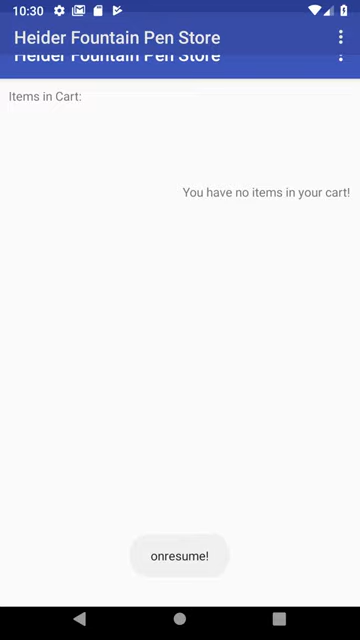 10:30
Heider Fountain Pen Store
Heider Fountain Pen Store
Items in Cart:
You have no items in your cart!
onresume!